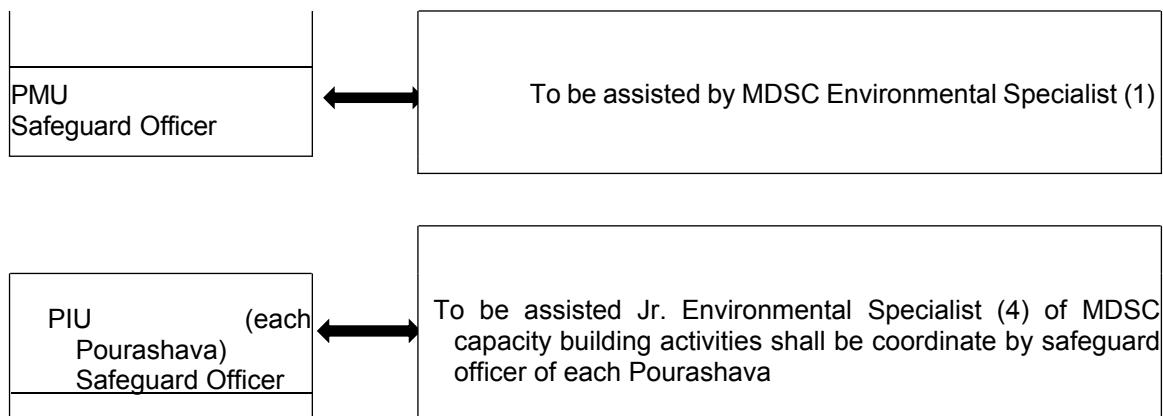 PMU
Safeguard Officer
To be assisted by MDSC Environmental Specialist (1)
PIU (each
Pourashava)
Safeguard Officer
To be assisted Jr. Environmental Specialist (4) of MDSC
capacity building activities shall be coordinate by safeguard
officer of each Pourashava